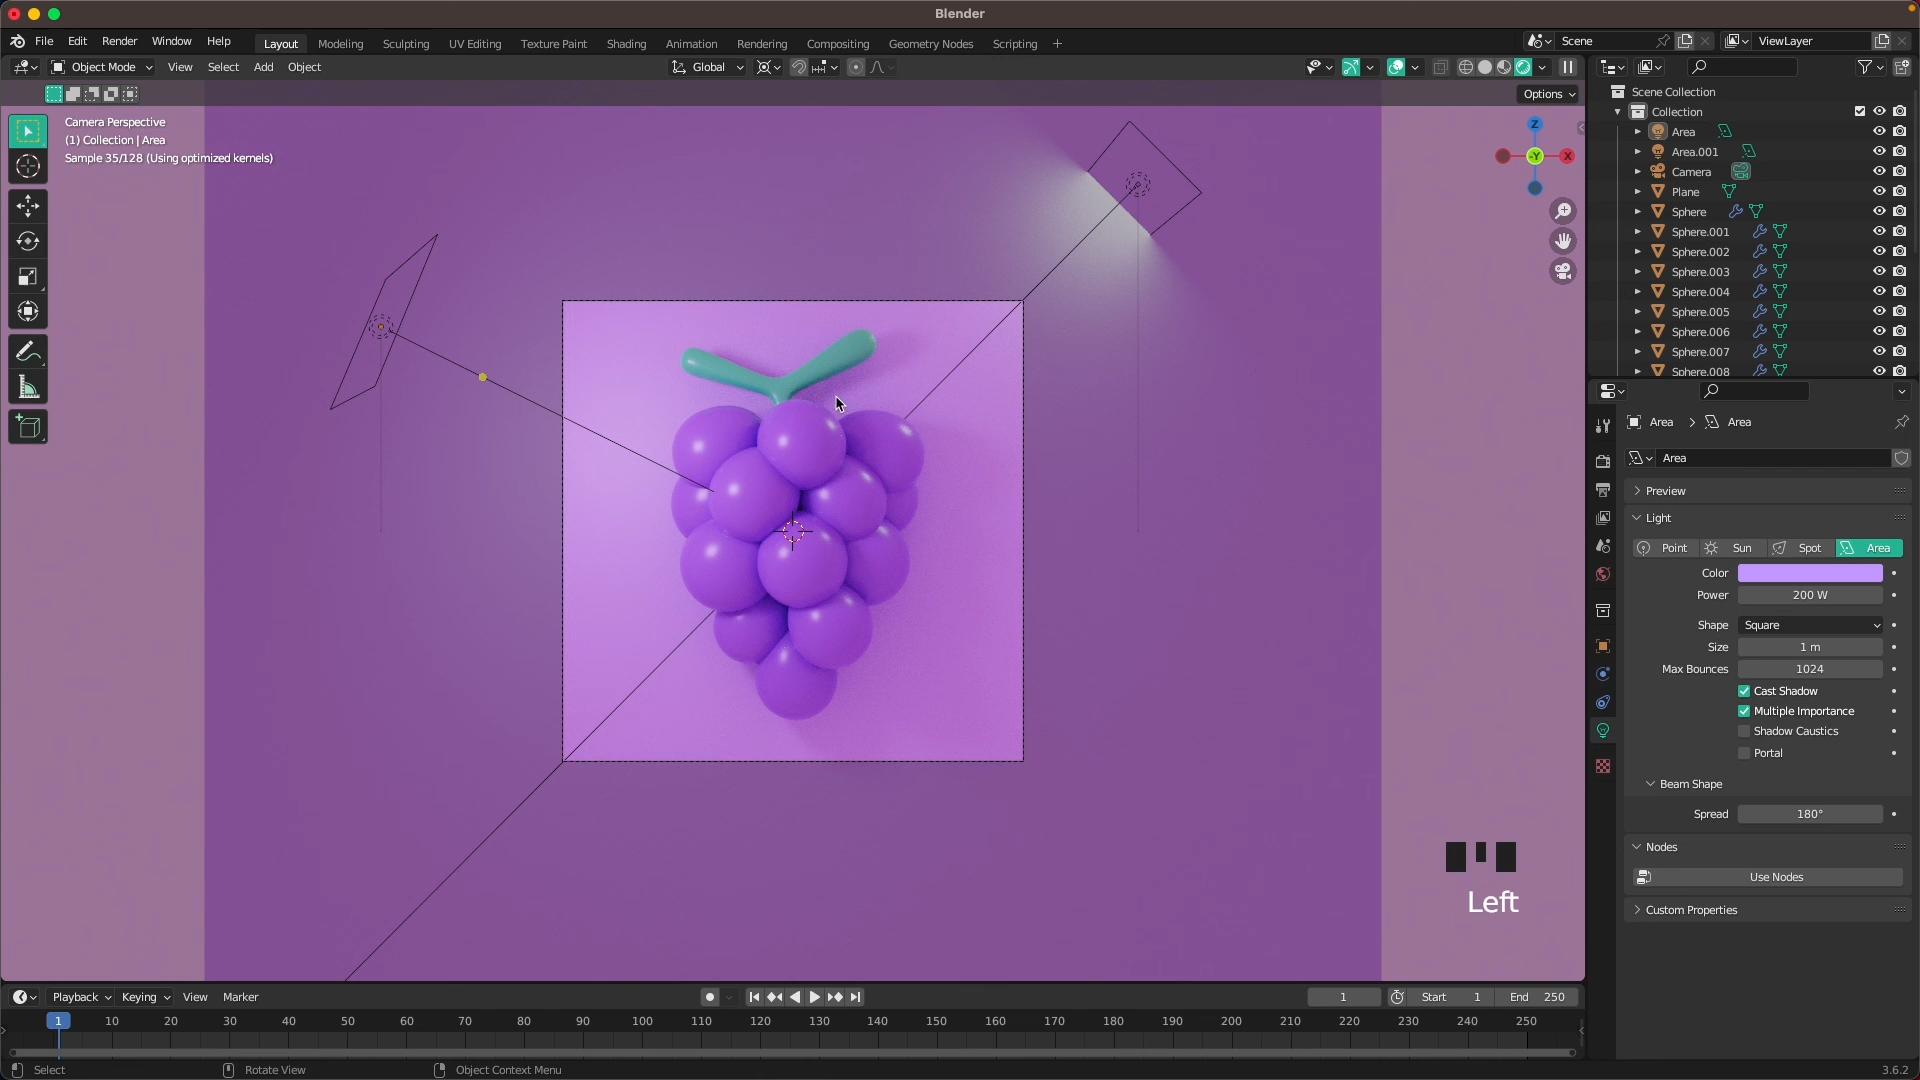 Blender
File Edit Render Window Help
Layout Modeling Sculpting UV Editing Texture Paint Shading Animation Rendering Compositing Geometry Nodes Scripting +
Scene
ViewLayer
Object Mode View Select Add Object
Global
Options
Camera Perspective
(1) Collection | Area
Sample 35/128 (Using optimized kernels)
Z
-Y
X
Scene Collection
Collection
Area
Area.001
Camera
Plane
Sphere
Sphere.001
Sphere.002
Sphere.003
Sphere.004
Sphere.005
Sphere.006
Sphere.007
Sphere.008
Area > Area
Area
Preview
Light
Point Sun Spot Area
Color
Power 200 W
Shape Square
Size 1 m
Max Bounces 1024
Cast Shadow
Multiple Importance
Shadow Caustics
Portal
Beam Shape
Spread 180°
Nodes
Use Nodes
Custom Properties
Left
Playback Keying View Marker
1
Start 1
End 250
1 10 20 30 40 50 60 70 80 90 100 110 120 130 140 150 160 170 180 190 200 210 220 230 240 250
Select
Rotate View
Object Context Menu
3.6.2